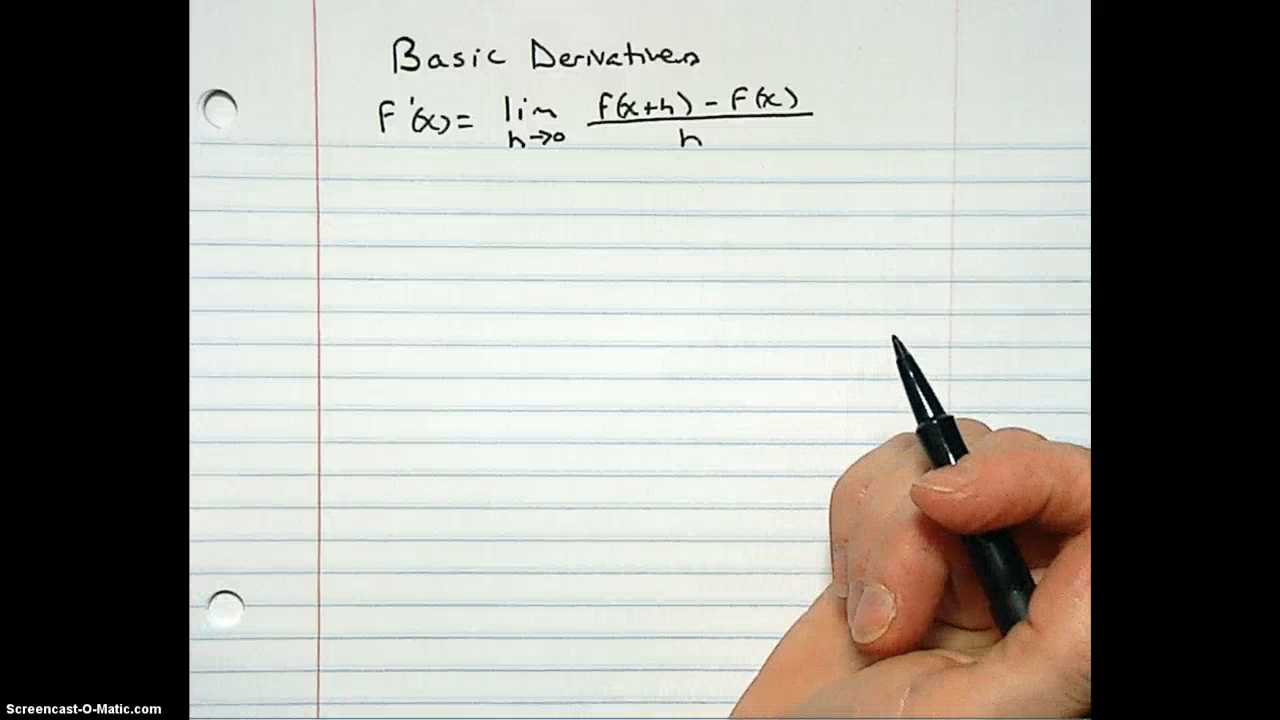 Basic Derivatives
f'(x) = lim h→0 f(x+h) - f(x) / h
Screencast-O-Matic.com